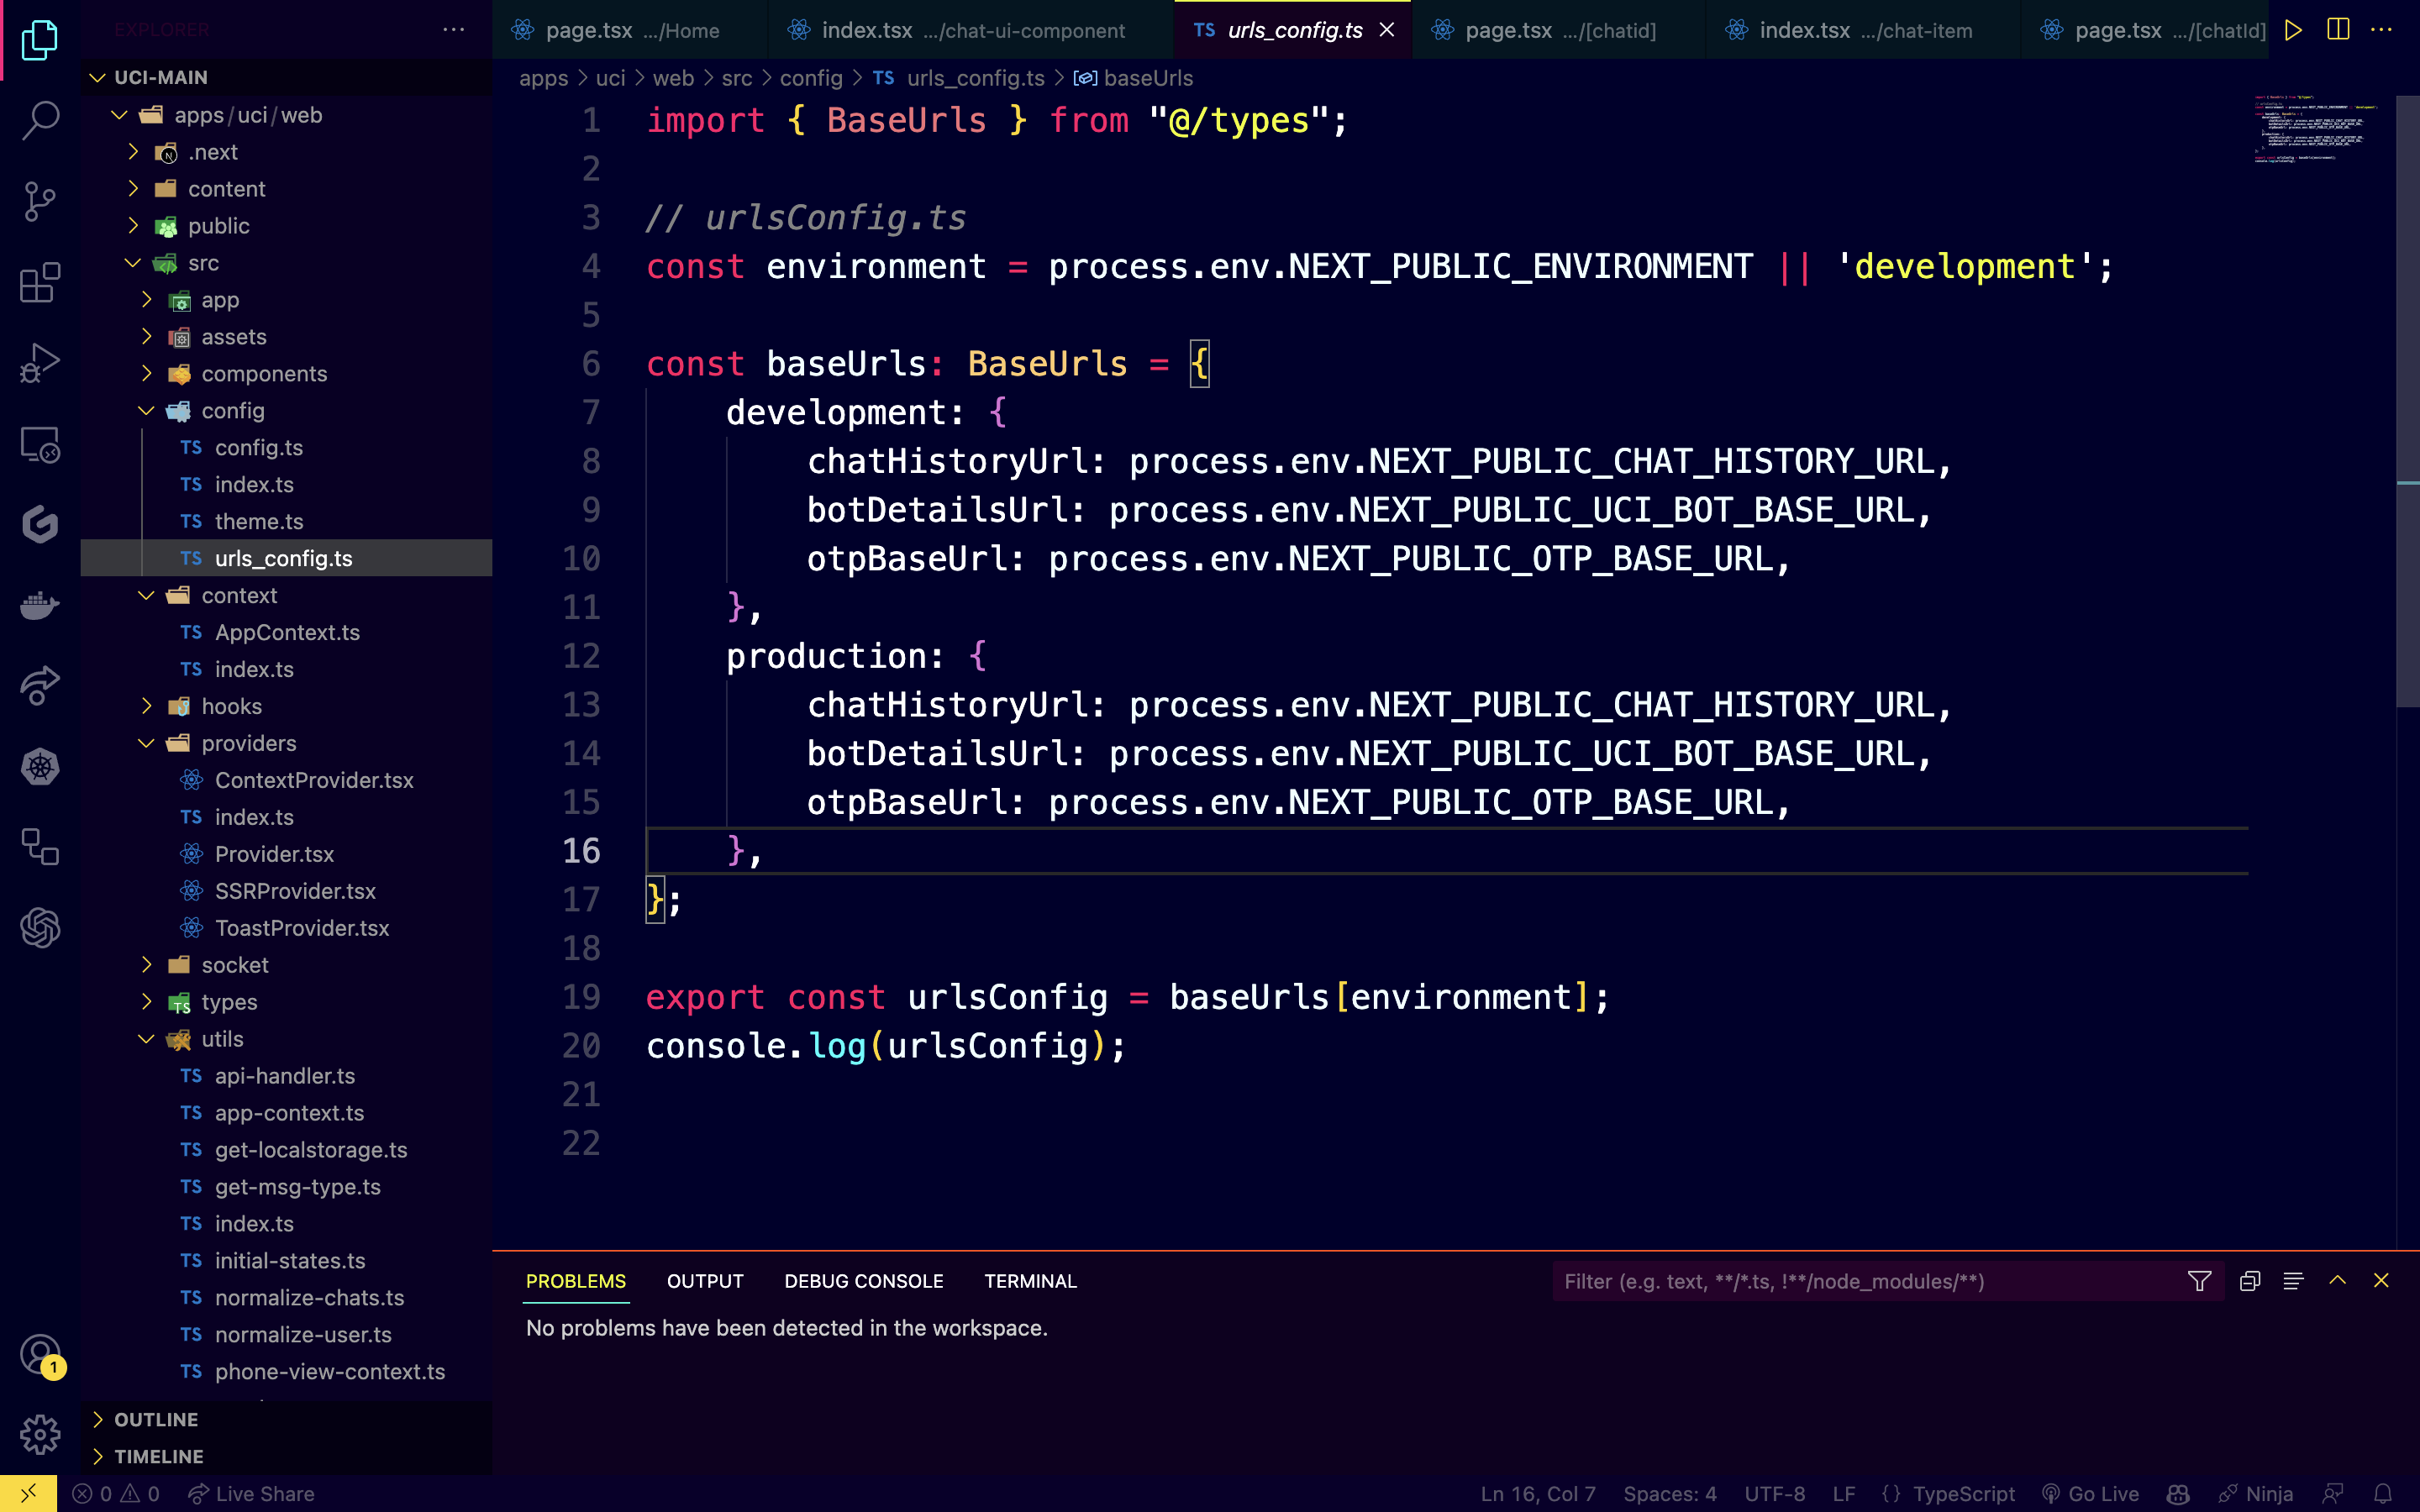 EXPLORER
UCI-MAIN
apps/uci/web
.next
content
public
src
app
assets
components
config
TS config.ts
TS index.ts
TS theme.ts
TS urls_config.ts
context
TS AppContext.ts
TS index.ts
hooks
providers
ContextProvider.tsx
TS index.ts
Provider.tsx
SSRProvider.tsx
ToastProvider.tsx
socket
types
utils
TS api-handler.ts
TS app-context.ts
TS get-localstorage.ts
TS get-msg-type.ts
TS index.ts
TS initial-states.ts
TS normalize-chats.ts
TS normalize-user.ts
TS phone-view-context.ts
OUTLINE
TIMELINE
1
page.tsx .../Home
index.tsx .../chat-ui-component
TS urls_config.ts
page.tsx .../[chatid]
index.tsx .../chat-item
page.tsx .../[chatId]
apps > uci > web > src > config > TS urls_config.ts > baseUrls
1 import { BaseUrls } from "@/types";
2
3 // urlsConfig.ts
4 const environment = process.env.NEXT_PUBLIC_ENVIRONMENT || 'development';
5
6 const baseUrls: BaseUrls = {
7 development: {
8 chatHistoryUrl: process.env.NEXT_PUBLIC_CHAT_HISTORY_URL,
9 botDetailsUrl: process.env.NEXT_PUBLIC_UCI_BOT_BASE_URL,
10 otpBaseUrl: process.env.NEXT_PUBLIC_OTP_BASE_URL,
11 },
12 production: {
13 chatHistoryUrl: process.env.NEXT_PUBLIC_CHAT_HISTORY_URL,
14 botDetailsUrl: process.env.NEXT_PUBLIC_UCI_BOT_BASE_URL,
15 otpBaseUrl: process.env.NEXT_PUBLIC_OTP_BASE_URL,
16 },
17 };
18
19 export const urlsConfig = baseUrls[environment];
20 console.log(urlsConfig);
21
22
PROBLEMS OUTPUT DEBUG CONSOLE TERMINAL
Filter (e.g. text, **/*.ts, !**/node_modules/**)
No problems have been detected in the workspace.
0 0 Live Share
Ln 16, Col 7 Spaces: 4 UTF-8 LF {} TypeScript Go Live Ninja